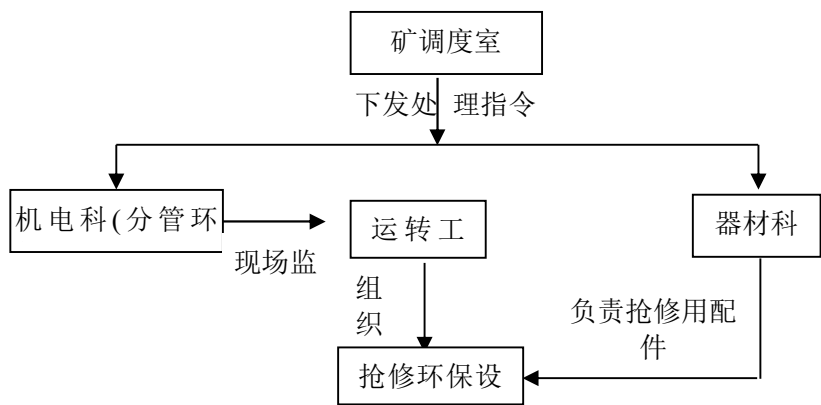 矿调度室
下发处 理指令
机电科(分管环
现场监
运转工
器材科
组
织
负责抢修用配
件
抢修环保设